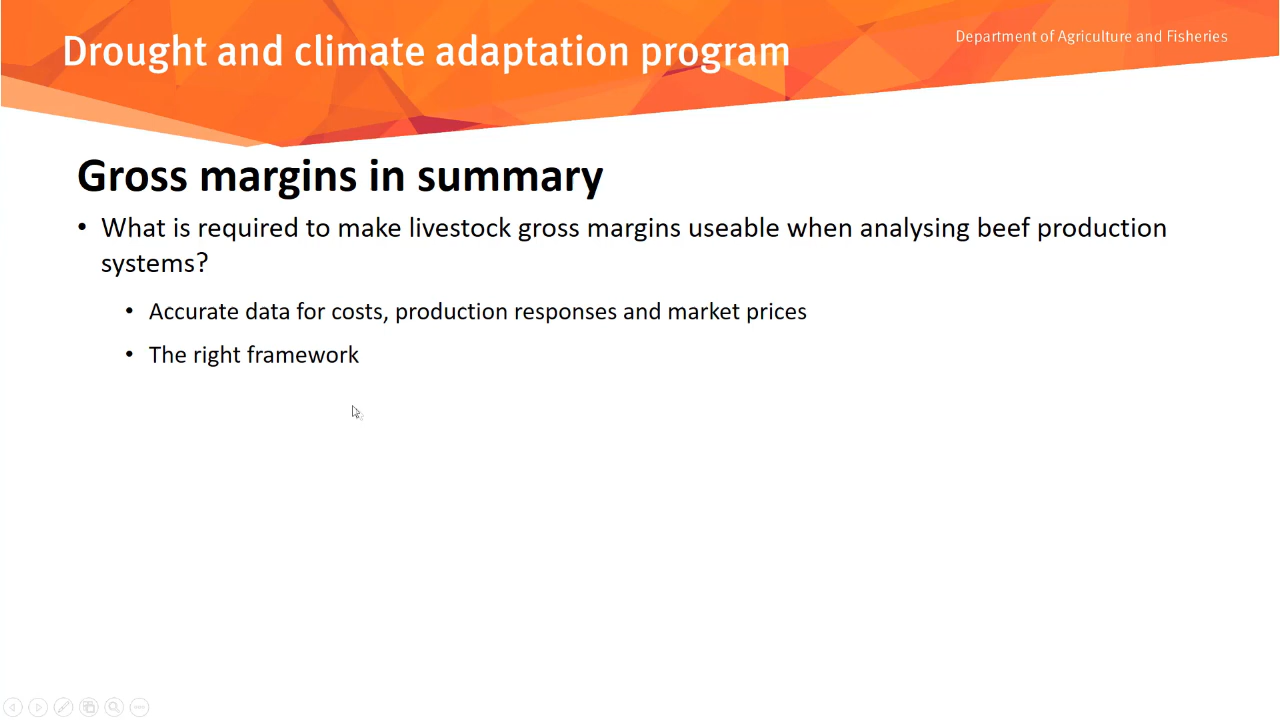 Drought and climate adaptation program
Department of Agriculture and Fisheries
Gross margins in summary
• What is required to make livestock gross margins useable when analysing beef production
systems?
• Accurate data for costs, production responses and market prices
• The right framework